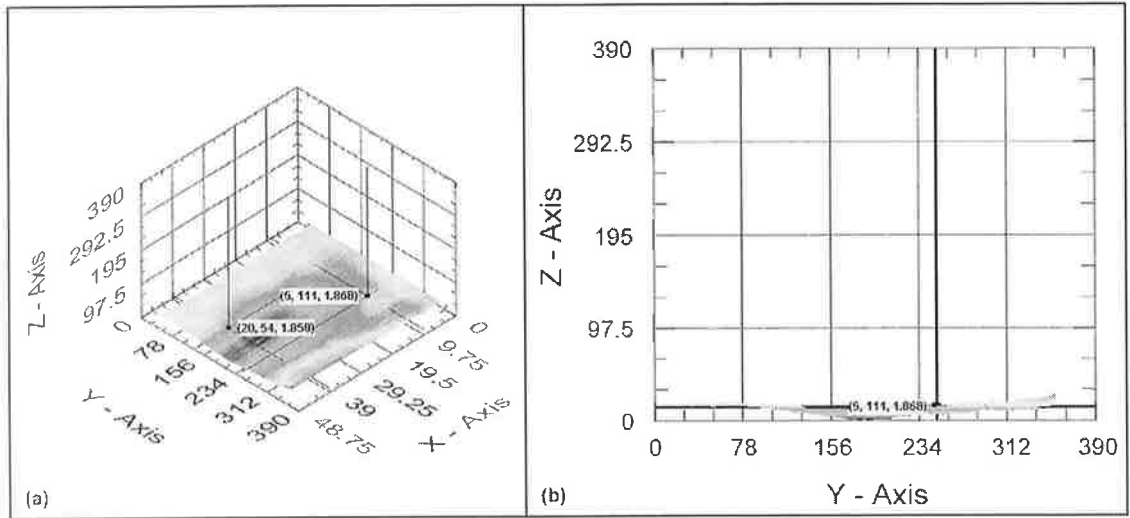 390
292.5
195
97.5
0
Z - Axis
78
156
234
312
390
Y - Axis
0
9.75
19.5
29.25
39
48.75
X - Axis
(5, 111, 1.868)
(20, 54, 1.858)
(a)
390
292.5
195
97.5
0
Z - Axis
(5, 111, 1.868)
0 78 156 234 312 390
Y - Axis
(b)